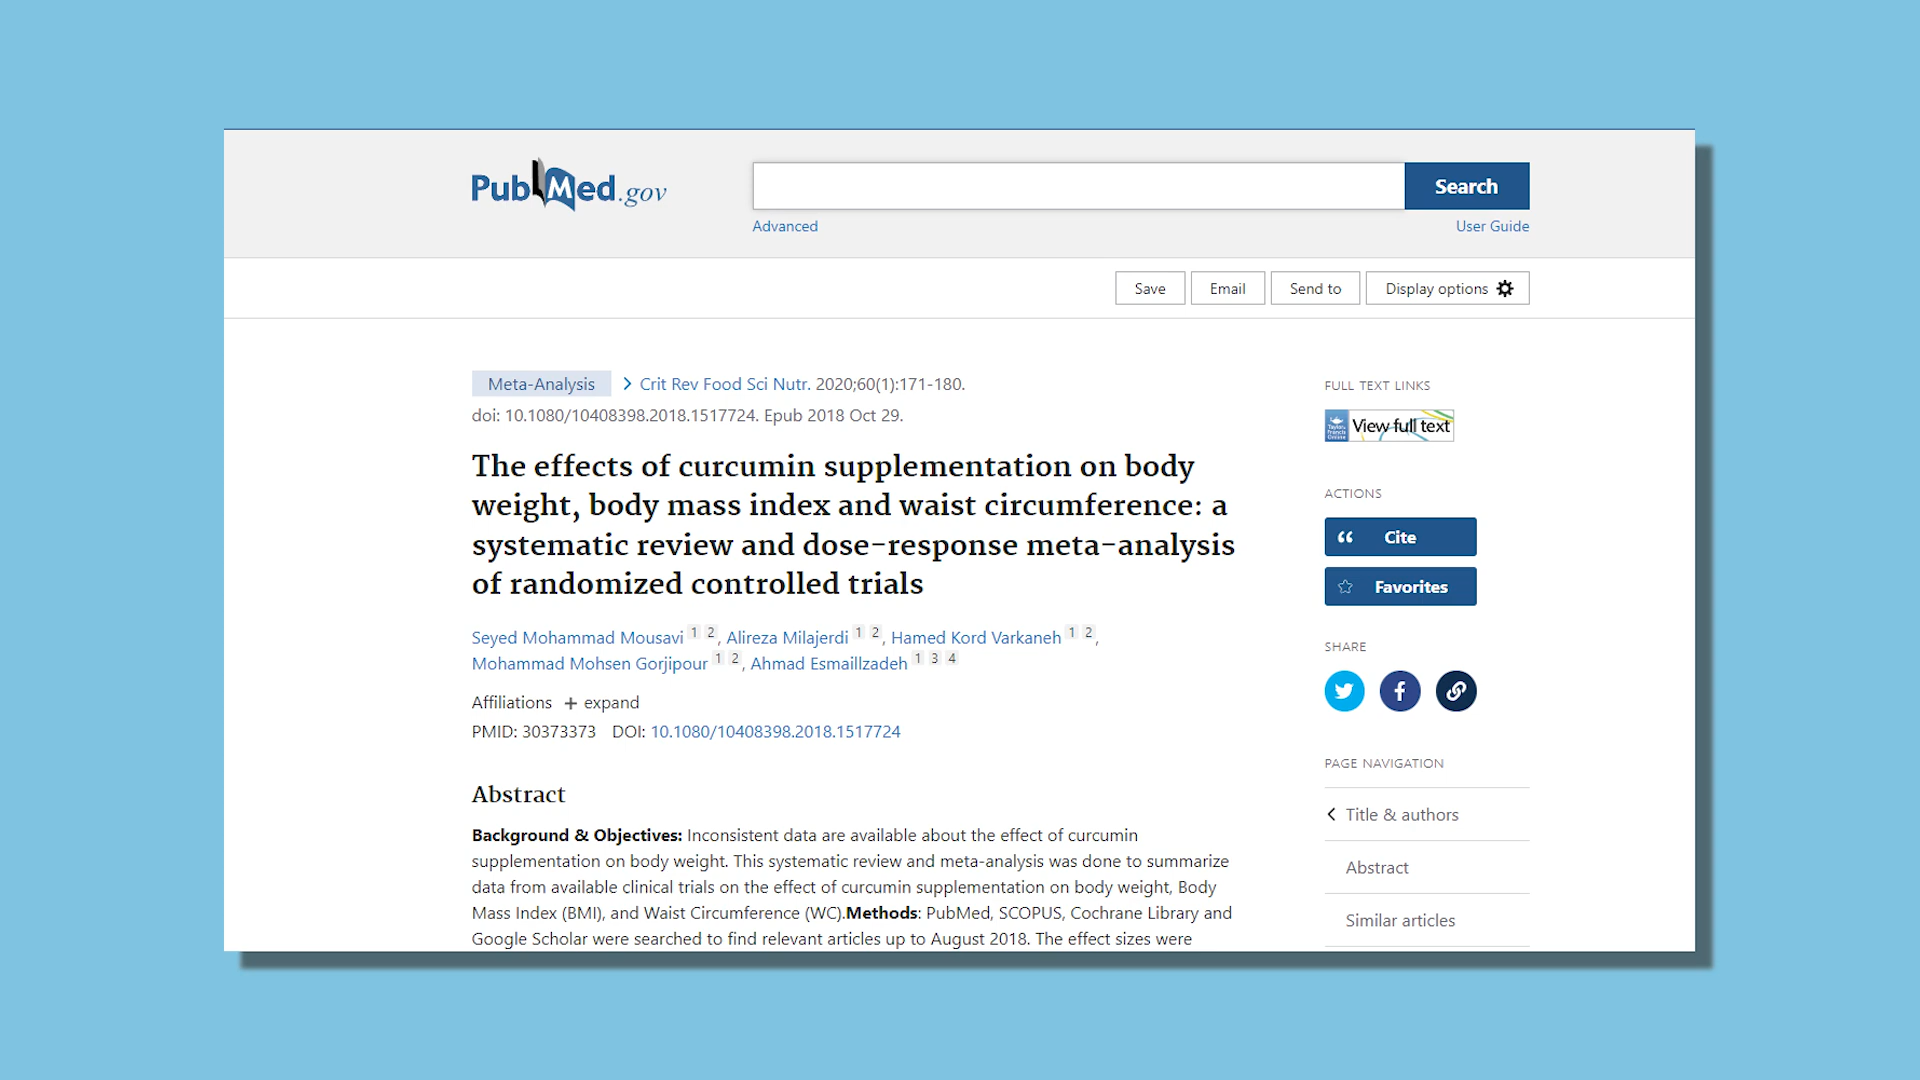 PubMed.gov
Search
Advanced
User Guide
Save
Email
Send to
Display options
Meta-Analysis
Crit Rev Food Sci Nutr. 2020;60(1):171-180.
doi: 10.1080/10408398.2018.1517724. Epub 2018 Oct 29.
The effects of curcumin supplementation on body
weight, body mass index and waist circumference: a
systematic review and dose-response meta-analysis
of randomized controlled trials
Seyed Mohammad Mousavi 1 2, Alireza Milajerdi 1 2, Hamed Kord Varkaneh 1 2,
Mohammad Mohsen Gorjipour 1 2, Ahmad Esmaillzadeh 1 3 4
Affiliations + expand
PMID: 30373373 DOI: 10.1080/10408398.2018.1517724
Abstract
Background & Objectives: Inconsistent data are available about the effect of curcumin
supplementation on body weight. This systematic review and meta-analysis was done to summarize
data from available clinical trials on the effect of curcumin supplementation on body weight, Body
Mass Index (BMI), and Waist Circumference (WC).Methods: PubMed, SCOPUS, Cochrane Library and
Google Scholar were searched to find relevant articles up to August 2018. The effect sizes were
FULL TEXT LINKS
Taylor & Francis Online
View full text
ACTIONS
Cite
Favorites
SHARE
PAGE NAVIGATION
Title & authors
Abstract
Similar articles